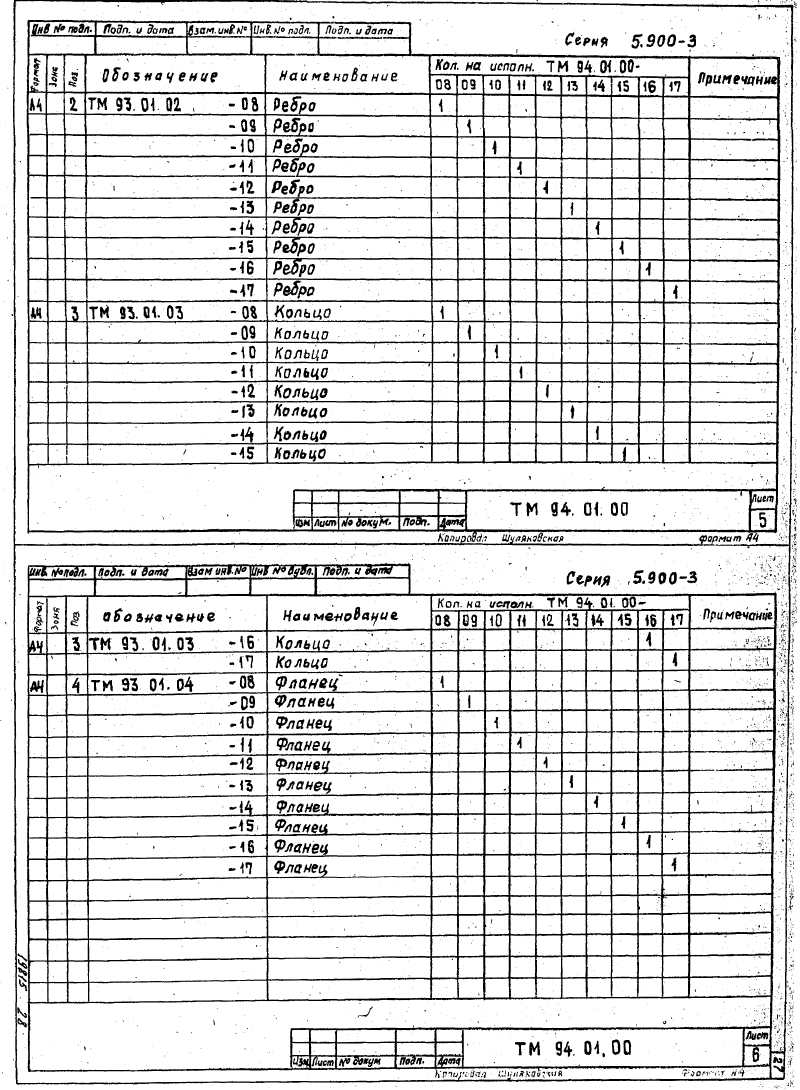 Инв № подл. Подп. и дата Взам. инв. № Инв. № подл. Подп. и дата
Серия 5.900-3
Формат Зона Поз. Обозначение Наименование Кол. на исполн. ТМ 94.01.00- Примечание
08 09 10 11 12 13 14 15 16 17
А4 2 ТМ 93.01.02 -08 Ребро 1
-09 Ребро 1
-10 Ребро 1
-11 Ребро 1
-12 Ребро 1
-13 Ребро 1
-14 Ребро 1
-15 Ребро 1
-16 Ребро 1
-17 Ребро 1
А4 3 ТМ 93.01.03 -08 Кольцо 1
-09 Кольцо 1
-10 Кольцо 1
-11 Кольцо 1
-12 Кольцо 1
-13 Кольцо 1
-14 Кольцо 1
-15 Кольцо 1
ТМ 94.01.00 Лист
5
Изм Лист № докум. Подп. Дата
Копировал Шуляковская формат А4
Инв. № подл. Подп. и дата Взам инв. № Инв № дубл. Подп. и дата
Серия 5.900-3
Формат Зона Поз. Обозначение Наименование Кол. на исполн. ТМ 94.01.00- Примечание
08 09 10 11 12 13 14 15 16 17
А4 3 ТМ 93.01.03 -16 Кольцо 1
-17 Кольцо 1
А4 4 ТМ 93 01.04 -08 Фланец 1
-09 Фланец 1
-10 Фланец 1
-11 Фланец 1
-12 Фланец 1
-13 Фланец 1
-14 Фланец 1
-15 Фланец 1
-16 Фланец 1
-17 Фланец 1
19815 28
ТМ 94.01.00 Лист
6
Изм Лист № докум Подп. Дата
Копировал Шуляковская Формат А4
27